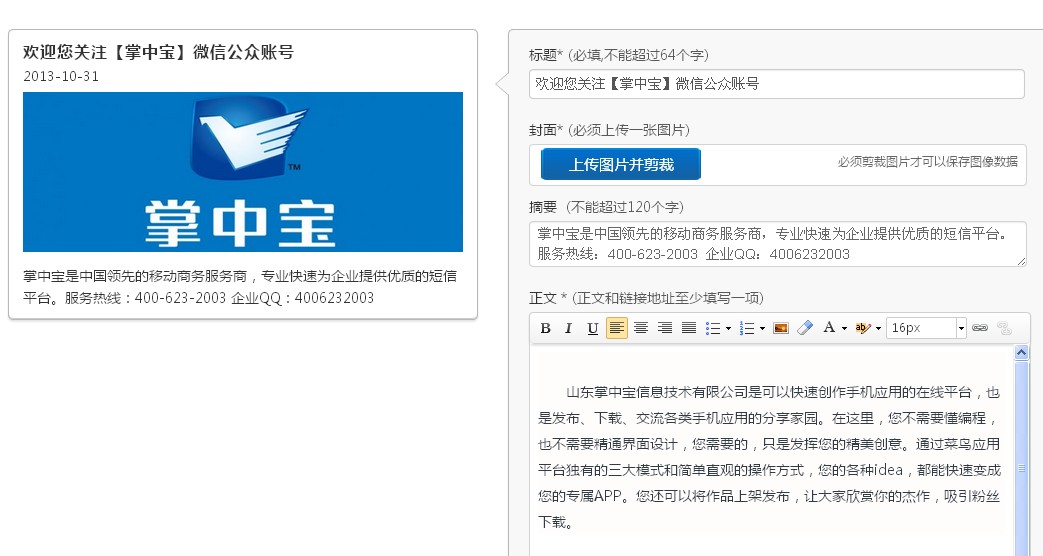 欢迎您关注【掌中宝】微信公众账号
2013-10-31
TM
掌中宝
掌中宝是中国领先的移动商务服务商，专业快速为企业提供优质的短信
平台。服务热线：400-623-2003 企业QQ：4006232003
标题* (必填,不能超过64个字)
欢迎您关注【掌中宝】微信公众账号
封面* (必须上传一张图片)
上传图片并剪裁
必须剪裁图片才可以保存图像数据
摘要 (不能超过120个字)
掌中宝是中国领先的移动商务服务商，专业快速为企业提供优质的短信平台。
服务热线：400-623-2003 企业QQ：4006232003
正文 * (正文和链接地址至少填写一项)
B I U A ab 16px
山东掌中宝信息技术有限公司是可以快速创作手机应用的在线平台，也
是发布、下载、交流各类手机应用的分享家园。在这里，您不需要懂编程，
也不需要精通界面设计，您需要的，只是发挥您的精美创意。通过菜鸟应用
平台独有的三大模式和简单直观的操作方式，您的各种idea，都能快速变成
您的专属APP。您还可以将作品上架发布，让大家欣赏你的杰作，吸引粉丝
下载。